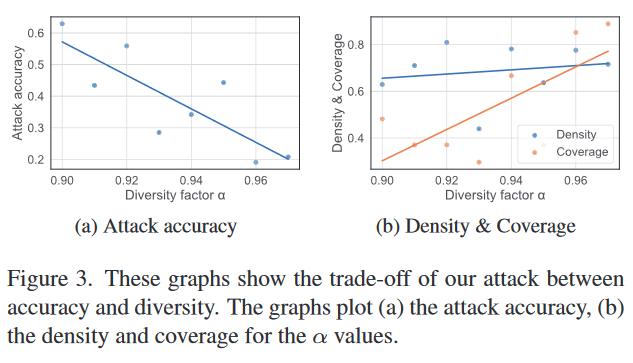 Attack accuracy
0.6
0.5
0.4
0.3
0.2
0.90
0.92
0.94
0.96
Diversity factor α
(a) Attack accuracy
Density & Coverage
0.8
0.6
0.4
Density
Coverage
0.90
0.92
0.94
0.96
Diversity factor α
(b) Density & Coverage
Figure 3. These graphs show the trade-off of our attack between
accuracy and diversity. The graphs plot (a) the attack accuracy, (b)
the density and coverage for the α values.